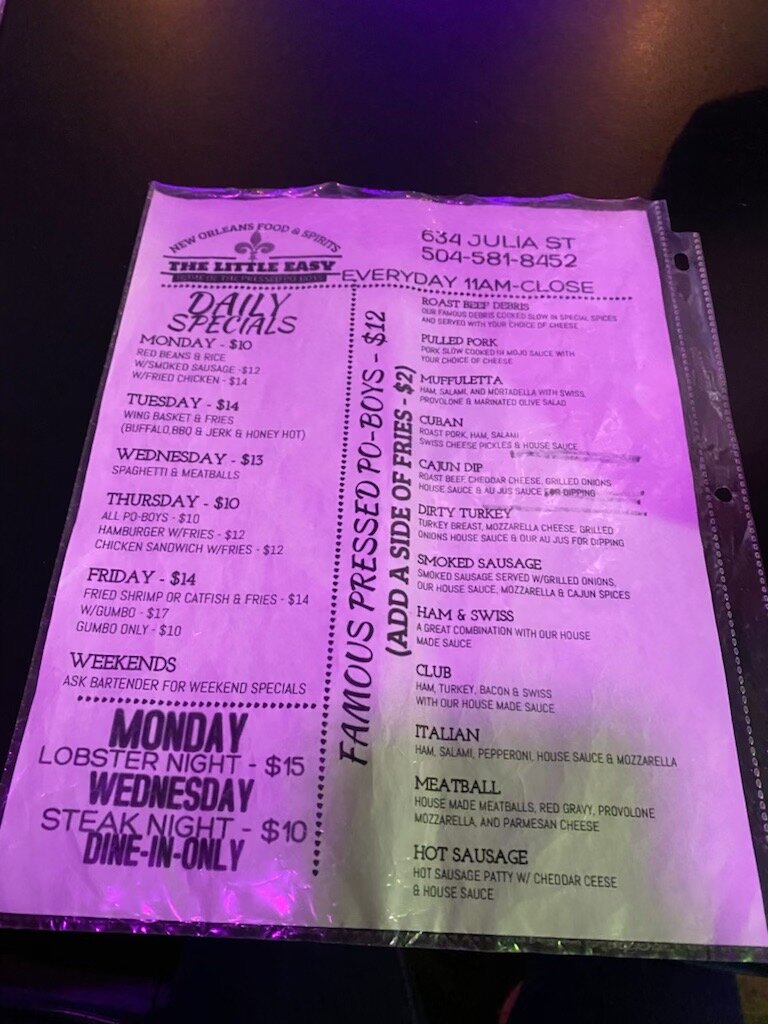 NEW ORLEANS FOOD & SPIRITS
THE LITTLE EASY
HOME OF THE PRESSED PO-BOYS
634 JULIA ST
504-581-8452
EVERYDAY 11AM-CLOSE
DAILY
SPECIALS
MONDAY - $10
RED BEANS & RICE
W/SMOKED SAUSAGE -$12
W/FRIED CHICKEN - $14
TUESDAY - $14
WING BASKET & FRIES
(BUFFALO,BBQ & JERK & HONEY HOT)
WEDNESDAY - $13
SPAGHETTI & MEATBALLS
THURSDAY - $10
ALL PO-BOYS - $10
HAMBURGER W/FRIES - $12
CHICKEN SANDWICH W/FRIES - $12
FRIDAY - $14
FRIED SHRIMP OR CATFISH & FRIES - $14
W/GUMBO - $17
GUMBO ONLY - $10
WEEKENDS
ASK BARTENDER FOR WEEKEND SPECIALS
MONDAY
LOBSTER NIGHT - $15
WEDNESDAY
STEAK NIGHT - $10
DINE-IN-ONLY
FAMOUS PRESSED PO-BOYS - $12
(ADD A SIDE OF FRIES - $2)
ROAST BEEF DEBRIS
OUR FAMOUS DEBRIS COOKED SLOW IN SPECIAL SPICES
AND SERVED WITH YOUR CHOICE OF CHEESE
PULLED PORK
PORK SLOW COOKED IN MOJO SAUCE WITH
YOUR CHOICE OF CHEESE
MUFFULETTA
HAM, SALAMI, AND MORTADELLA WITH SWISS,
PROVOLONE & MARINATED OLIVE SALAD
CUBAN
ROAST PORK, HAM, SALAMI
SWISS CHEESE PICKLES & HOUSE SAUCE
CAJUN DIP
ROAST BEEF, CHEDDAR CHEESE, GRILLED ONIONS
HOUSE SAUCE & AU JUS SAUCE FOR DIPPING
DIRTY TURKEY
TURKEY BREAST, MOZZARELLA CHEESE, GRILLED
ONIONS HOUSE SAUCE & OUR AU JUS FOR DIPPING
SMOKED SAUSAGE
SMOKED SAUSAGE SERVED W/GRILLED ONIONS,
OUR HOUSE SAUCE, MOZZARELLA & CAJUN SPICES
HAM & SWISS
A GREAT COMBINATION WITH OUR HOUSE
MADE SAUCE
CLUB
HAM, TURKEY, BACON & SWISS
WITH OUR HOUSE MADE SAUCE
ITALIAN
HAM, SALAMI, PEPPERONI, HOUSE SAUCE & MOZZARELLA
MEATBALL
HOUSE MADE MEATBALLS, RED GRAVY, PROVOLONE
MOZZARELLA, AND PARMESAN CHEESE
HOT SAUSAGE
HOT SAUSAGE PATTY W/ CHEDDAR CEESE
& HOUSE SAUCE